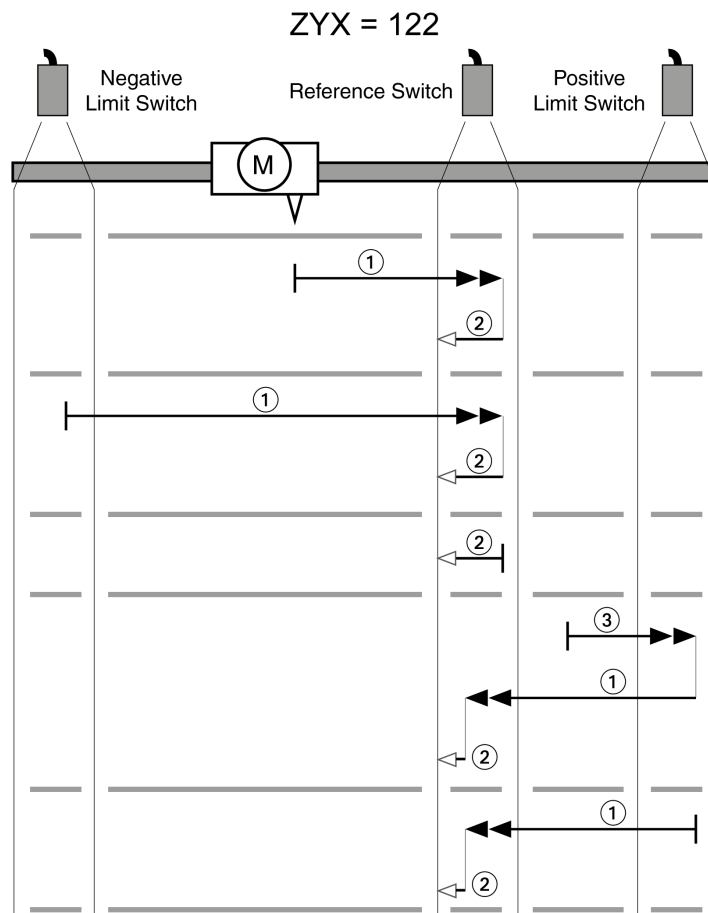 ZYX = 122
Negative
Limit Switch
Reference Switch
Positive
Limit Switch
M
1
2
1
2
2
3
1
2
1
2